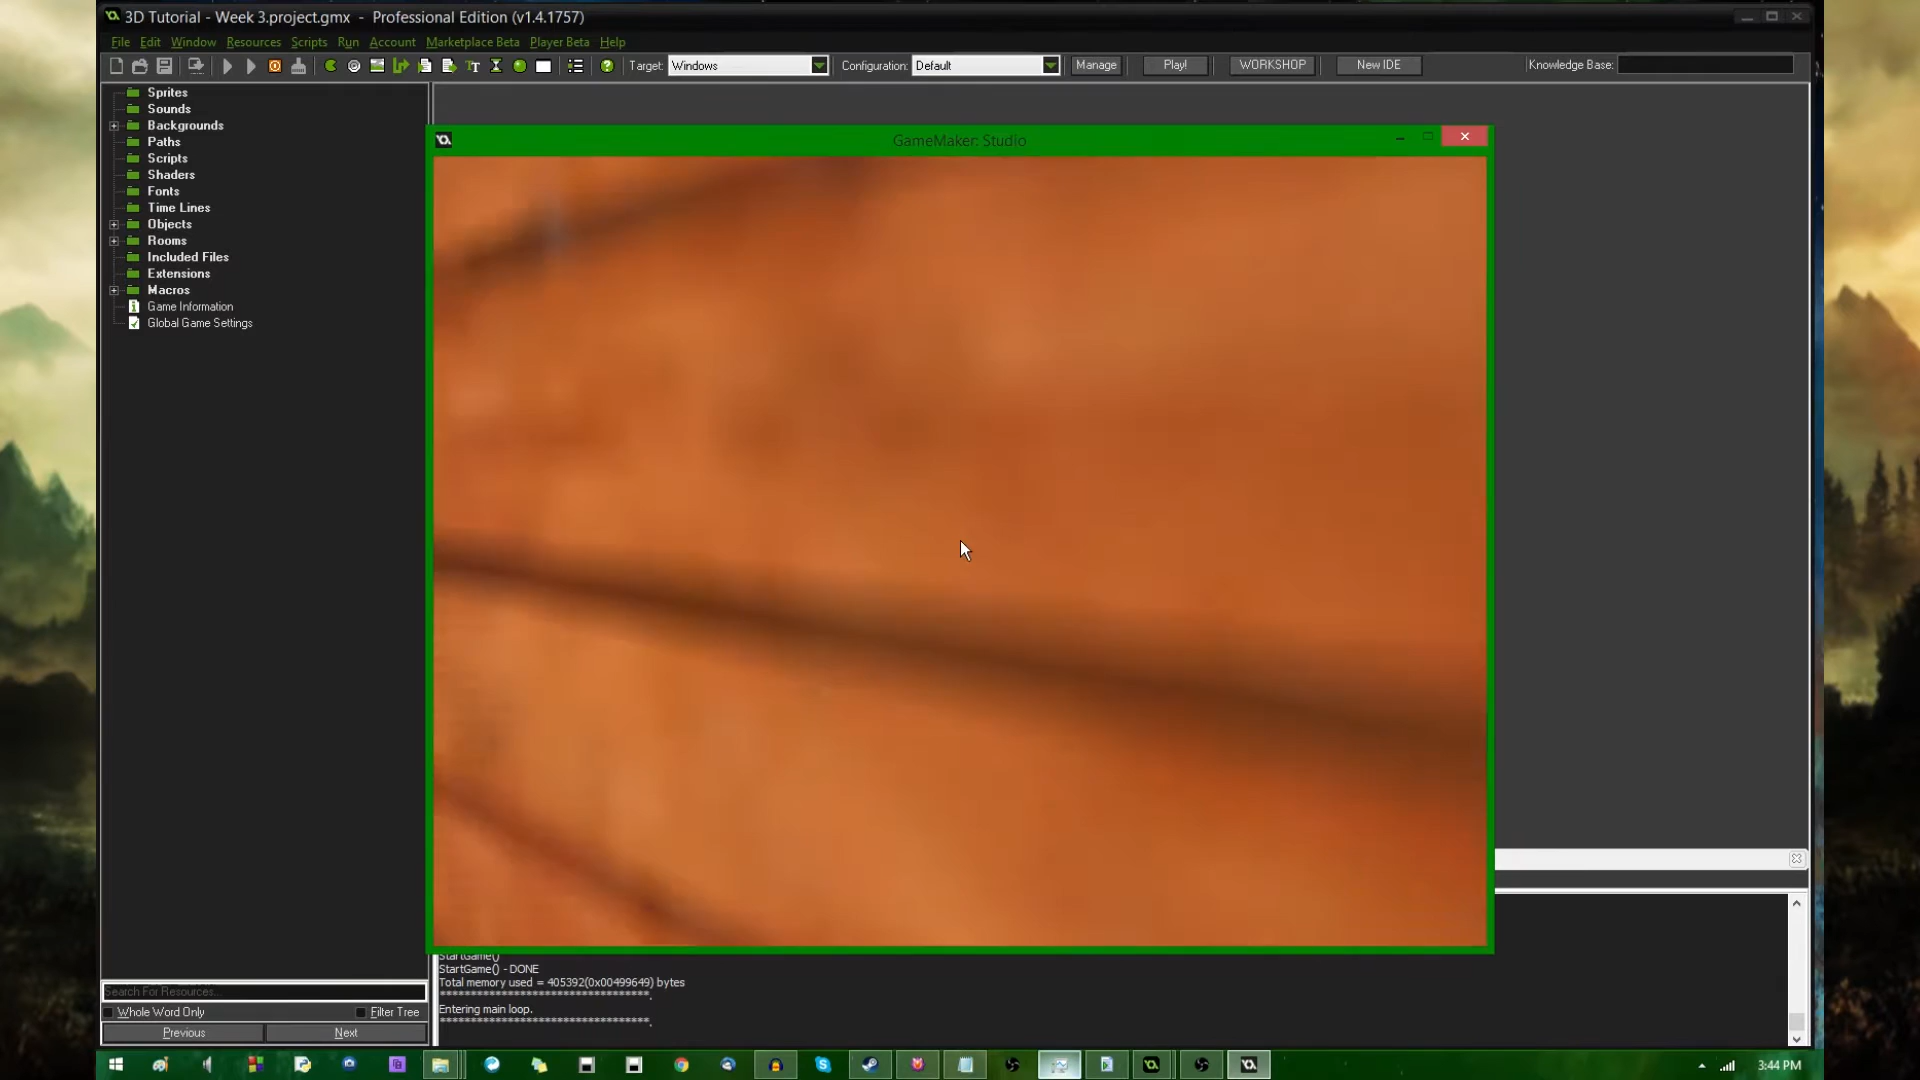 3D Tutorial - Week 3.project.gmx - Professional Edition (v1.4.1757)
File Edit Window Resources Scripts Run Account Marketplace Beta Player Beta Help
Target: Windows Configuration: Default Manage Play! WORKSHOP New IDE Knowledge Base:
Sprites
Sounds
Backgrounds
Paths
Scripts
Shaders
Fonts
Time Lines
Objects
Rooms
Included Files
Extensions
Macros
Game Information
Global Game Settings
GameMaker: Studio
StartGame()
StartGame() - DONE
Total memory used = 405392(0x00499649) bytes
**********************************.
Entering main loop.
**********************************.
Search For Resources...
Whole Word Only Filter Tree
Previous Next
3:44 PM